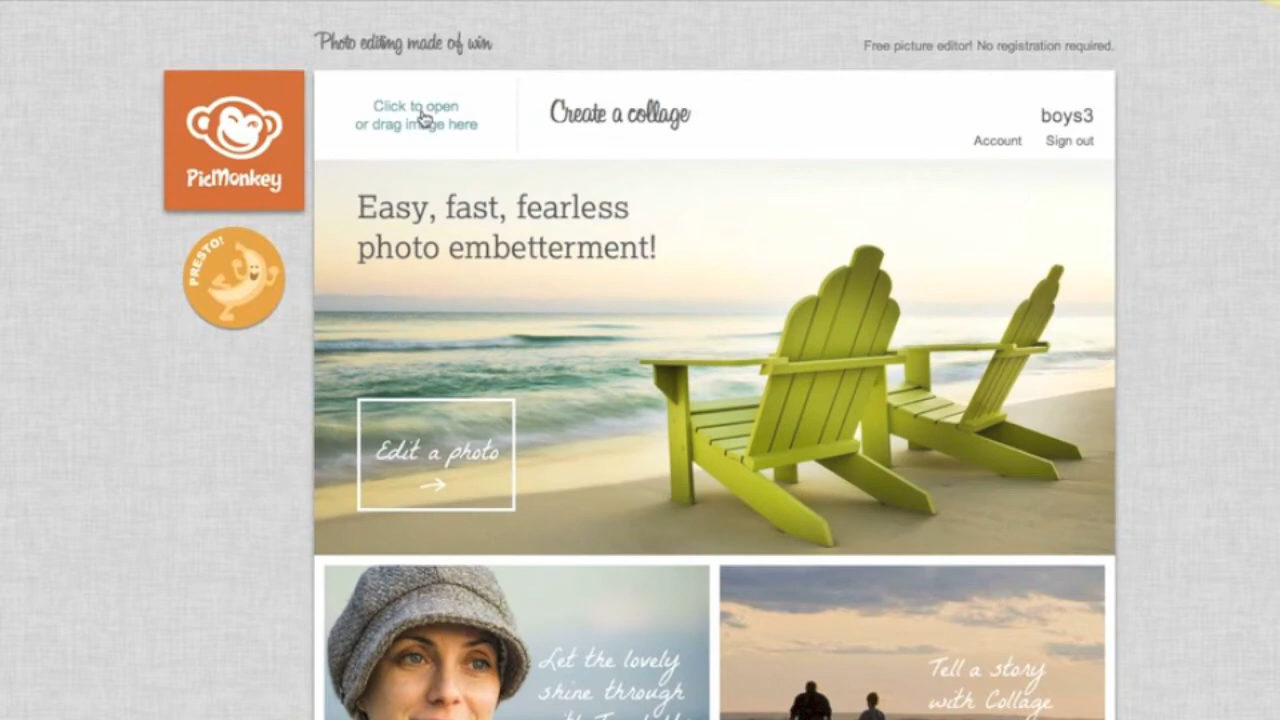 Photo editing made of win
Free picture editor! No registration required.
Click to open
or drag image here
Create a collage
boys3
Account Sign out
PicMonkey
PRESTO!
Easy, fast, fearless
photo embetterment!
Edit a photo
Let the lovely
shine through
Tell a story
with Collage